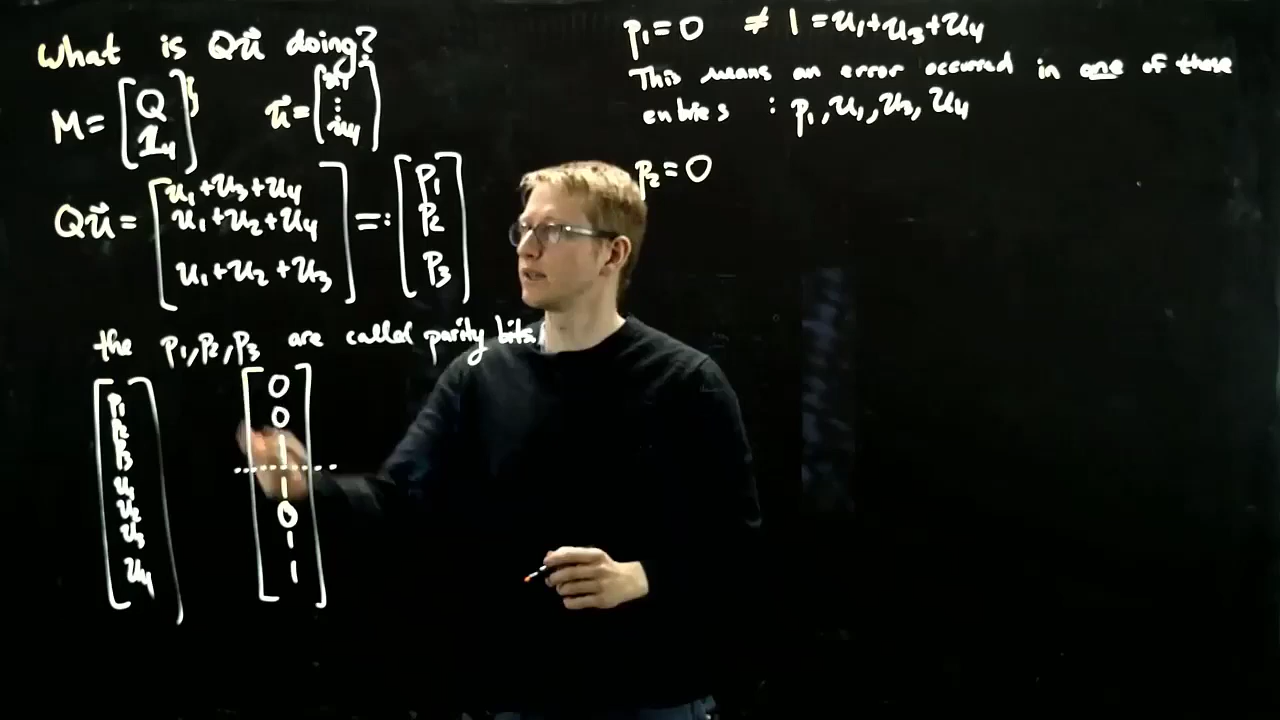 What is Qu⃗ doing?
M = [Q
1₄]
u⃗ = [u₁
⋮
u₄]
Qu⃗ = [u₁+u₃+u₄
u₁+u₂+u₄
u₁+u₂+u₃] =: [p₁
p₂
p₃]
the p₁,p₂,p₃ are called parity bits.
[p₁
p₂
p₃
u₁
u₂
u₃
u₄]
[0
0
1
1
0
1
1]
p₁=0 ≠ 1 = u₁+u₃+u₄
This means an error occurred in one of these
entries : p₁, u₁, u₃, u₄
p₂=0